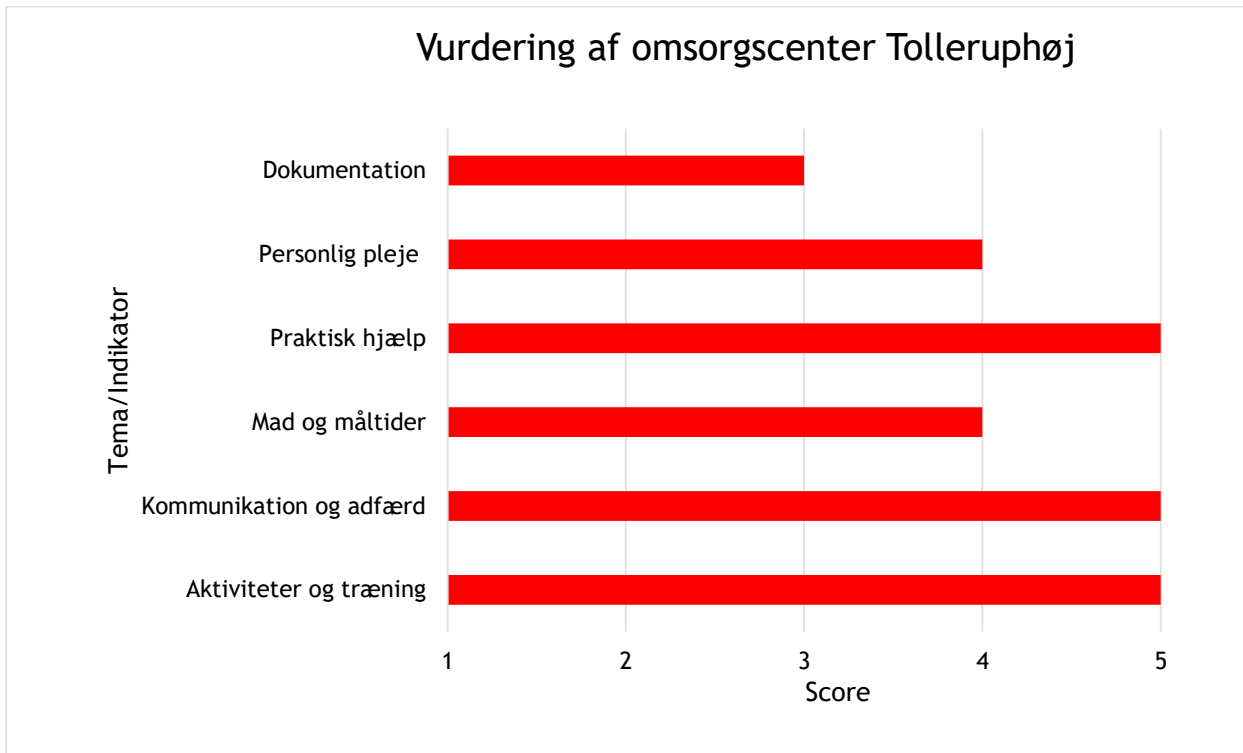 Vurdering af omsorgscenter Tolleruphøj
Tema/Indikator
Dokumentation
Personlig pleje
Praktisk hjælp
Mad og måltider
Kommunikation og adfærd
Aktiviteter og træning
1 2 3 4 5
Score